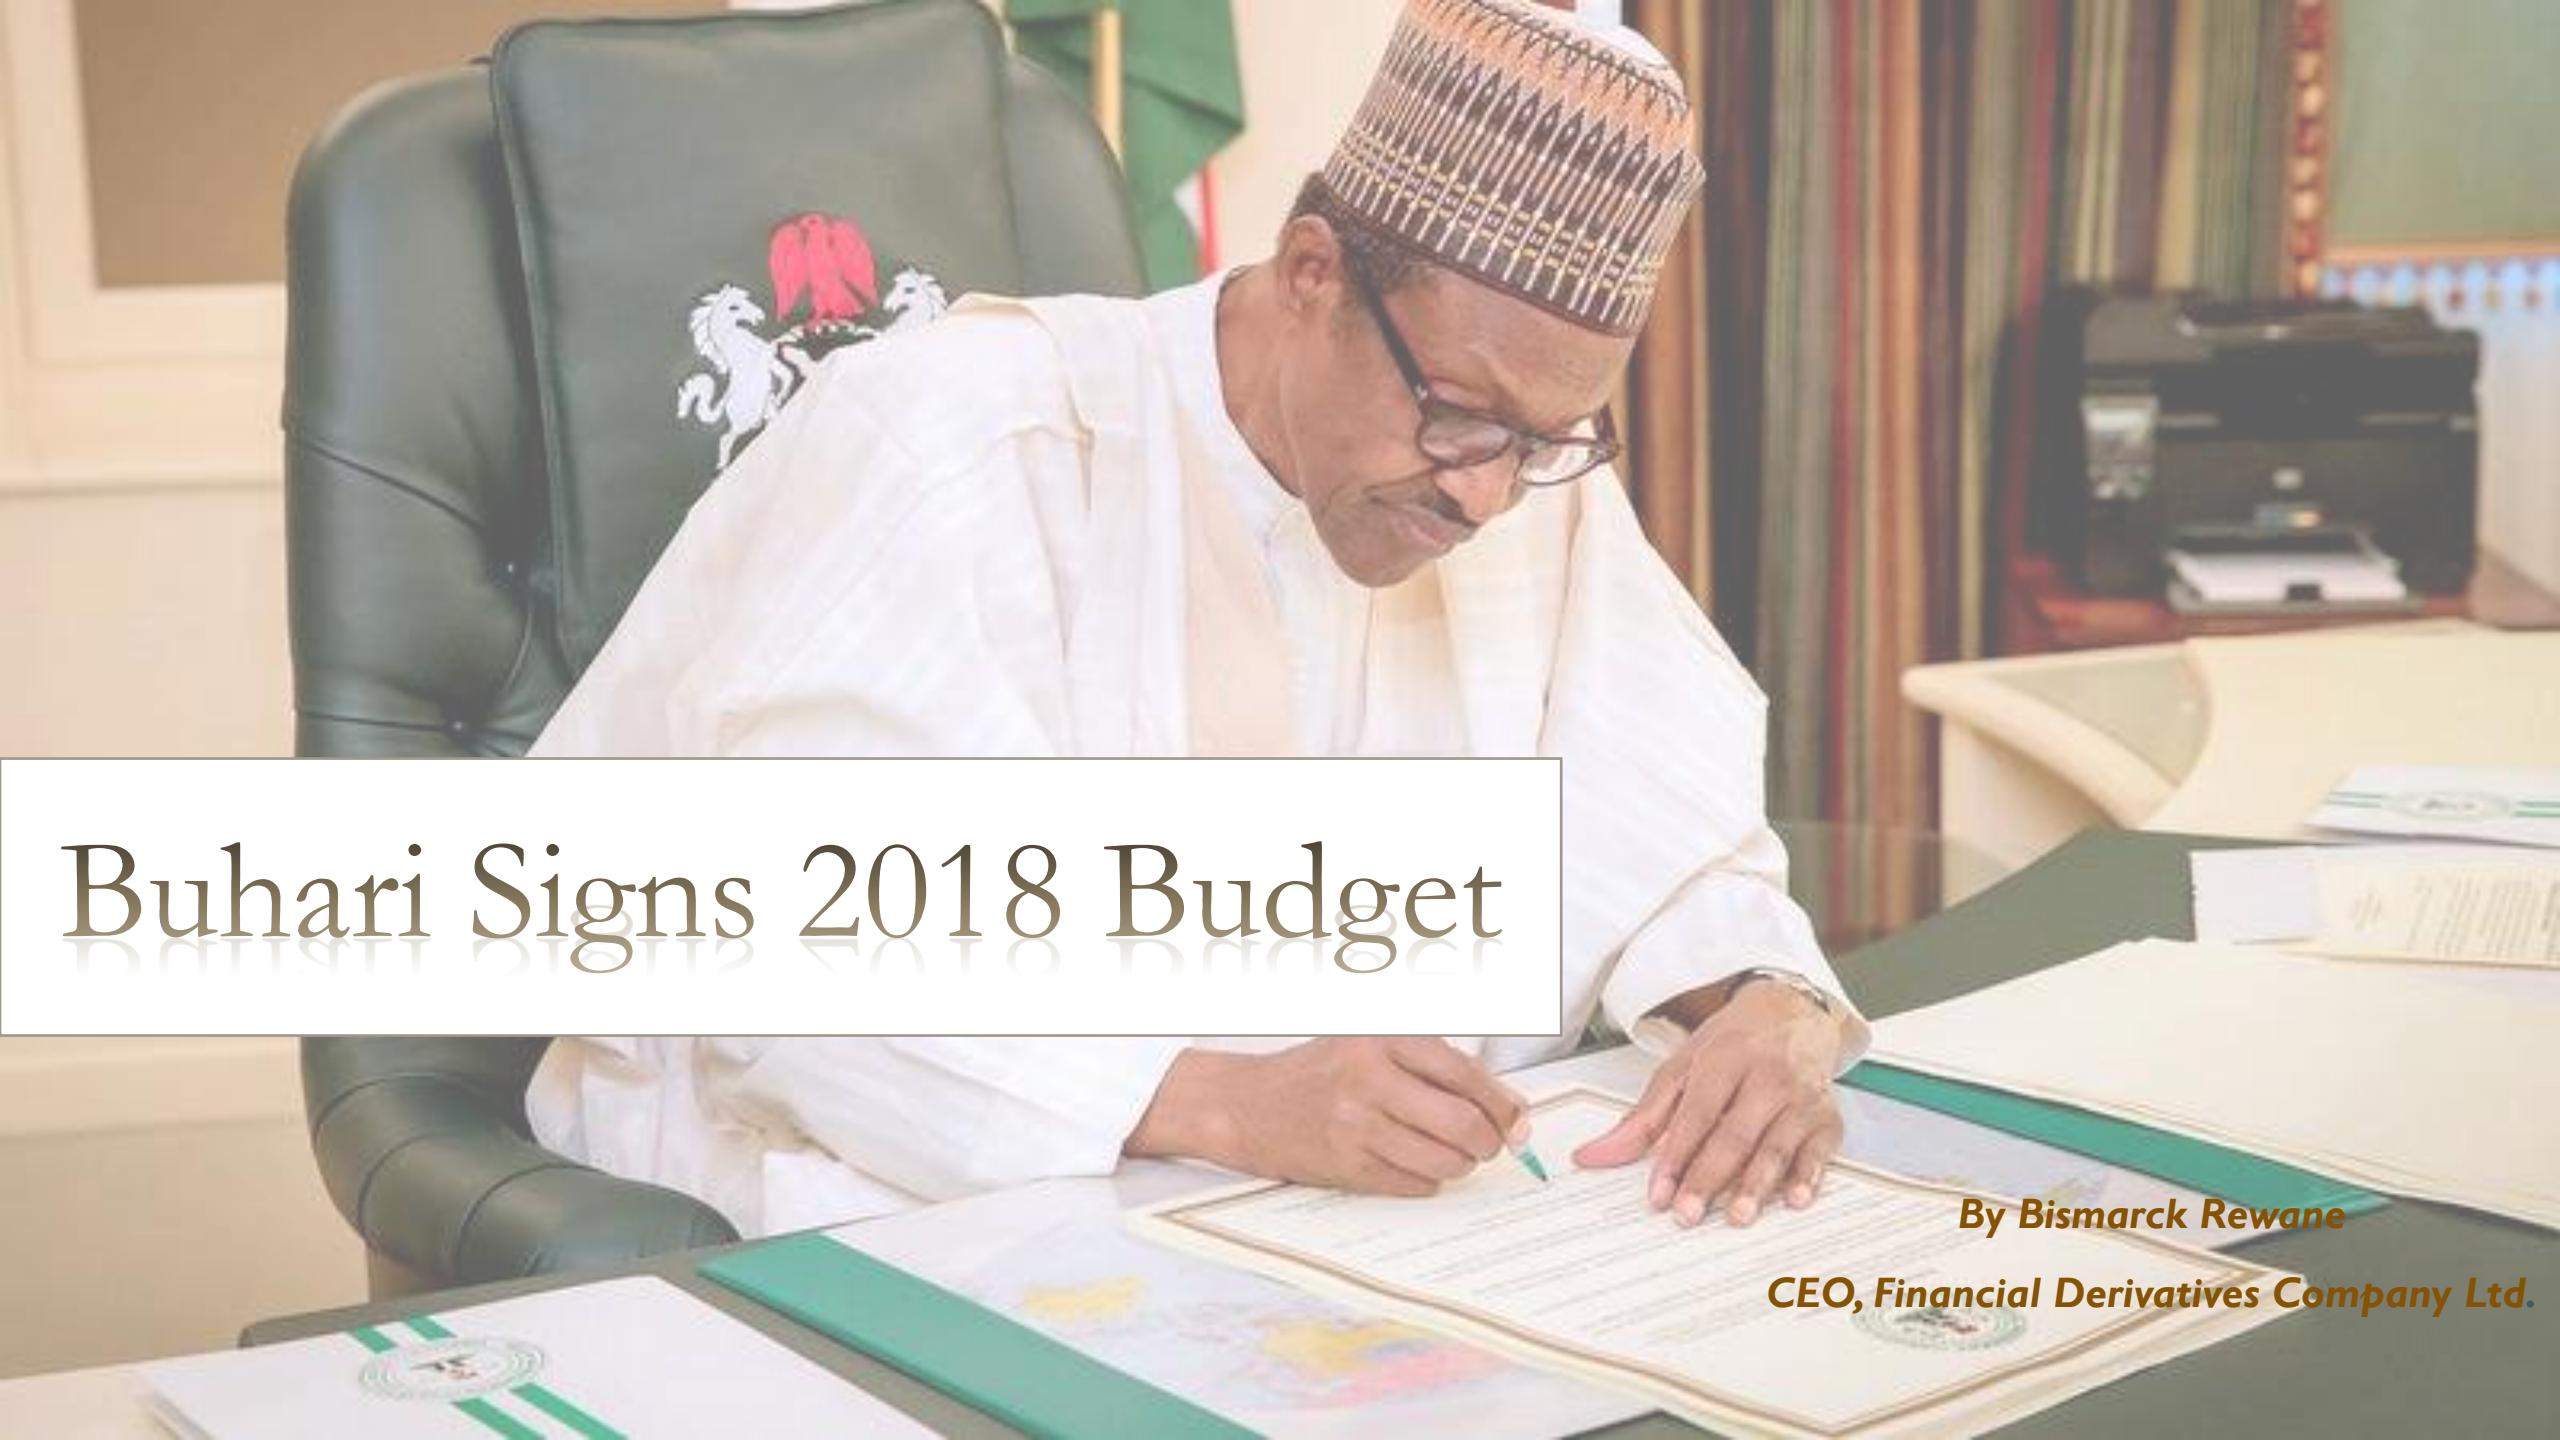 Buhari Signs 2018 Budget
By Bismarck Rewane
CEO, Financial Derivatives Company Ltd.